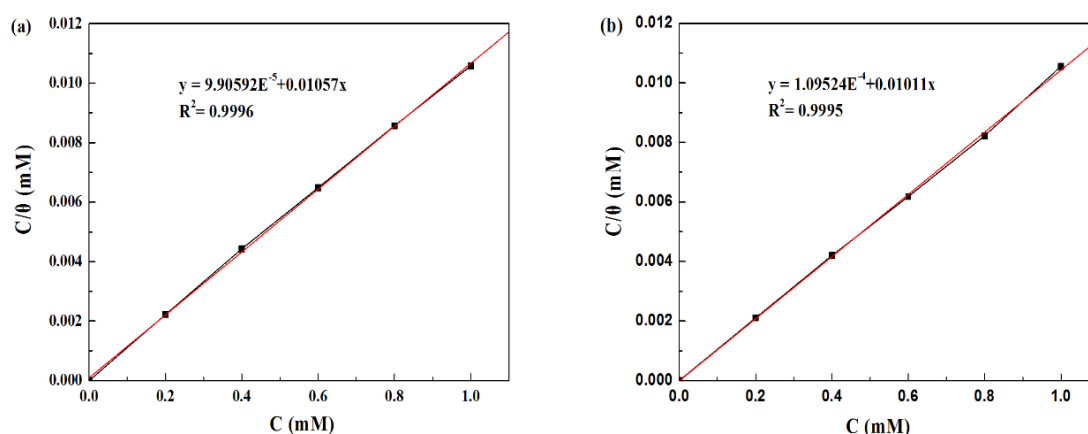 (a)
y = 9.90592E-5+0.01057x
R2= 0.9996
C/θ (mM)
0.012
0.010
0.008
0.006
0.004
0.002
0.000
0.0 0.2 0.4 0.6 0.8 1.0
C (mM)
(b)
y = 1.09524E-4+0.01011x
R2= 0.9995
C/θ (mM)
0.012
0.010
0.008
0.006
0.004
0.002
0.000
0.0 0.2 0.4 0.6 0.8 1.0
C (mM)